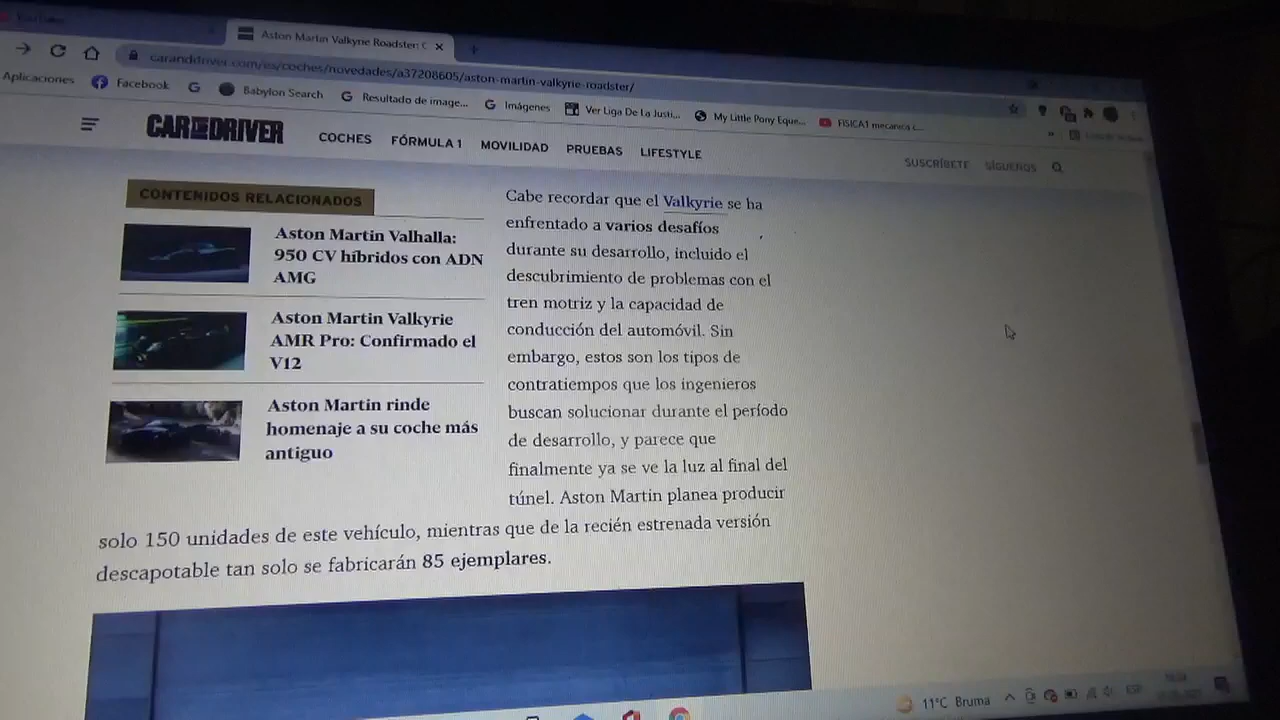 YouTube
Aston Martin Valkyrie Roadster: C
caranddriver.com/es/coches/novedades/a37208605/aston-martin-valkyrie-roadster/
Aplicaciones
Facebook
Babylon Search
Resultado de image...
Imágenes
Ver Liga De La Justi...
My Little Pony Eque...
FISICA1 mecanica c...
CAR AND DRIVER
COCHES
FÓRMULA 1
MOVILIDAD
PRUEBAS
LIFESTYLE
SUSCRÍBETE
SÍGUENOS
CONTENIDOS RELACIONADOS
Aston Martin Valhalla:
950 CV híbridos con ADN
AMG
Aston Martin Valkyrie
AMR Pro: Confirmado el
V12
Aston Martin rinde
homenaje a su coche más
antiguo
Cabe recordar que el Valkyrie se ha
enfrentado a varios desafíos
durante su desarrollo, incluido el
descubrimiento de problemas con el
tren motriz y la capacidad de
conducción del automóvil. Sin
embargo, estos son los tipos de
contratiempos que los ingenieros
buscan solucionar durante el período
de desarrollo, y parece que
finalmente ya se ve la luz al final del
túnel. Aston Martin planea producir
solo 150 unidades de este vehículo, mientras que de la recién estrenada versión
descapotable tan solo se fabricarán 85 ejemplares.
11°C Bruma
ESP